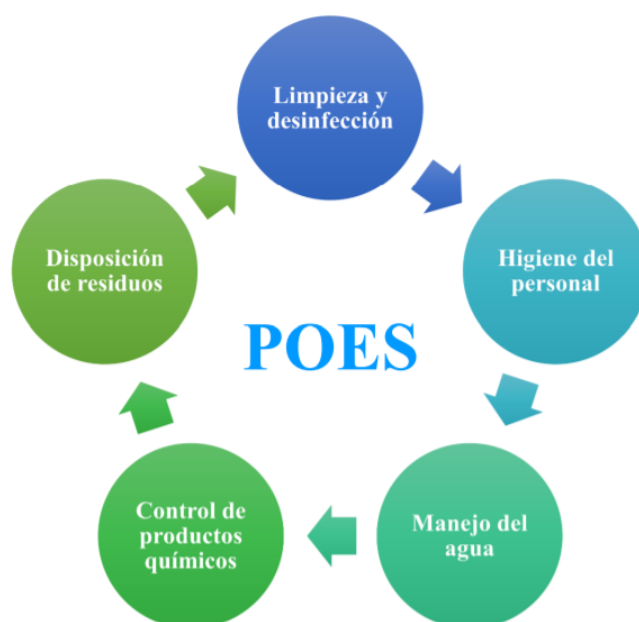 Limpieza y
desinfección
Higiene del
personal
Manejo del
agua
Control de
productos
químicos
Disposición
de residuos
POES